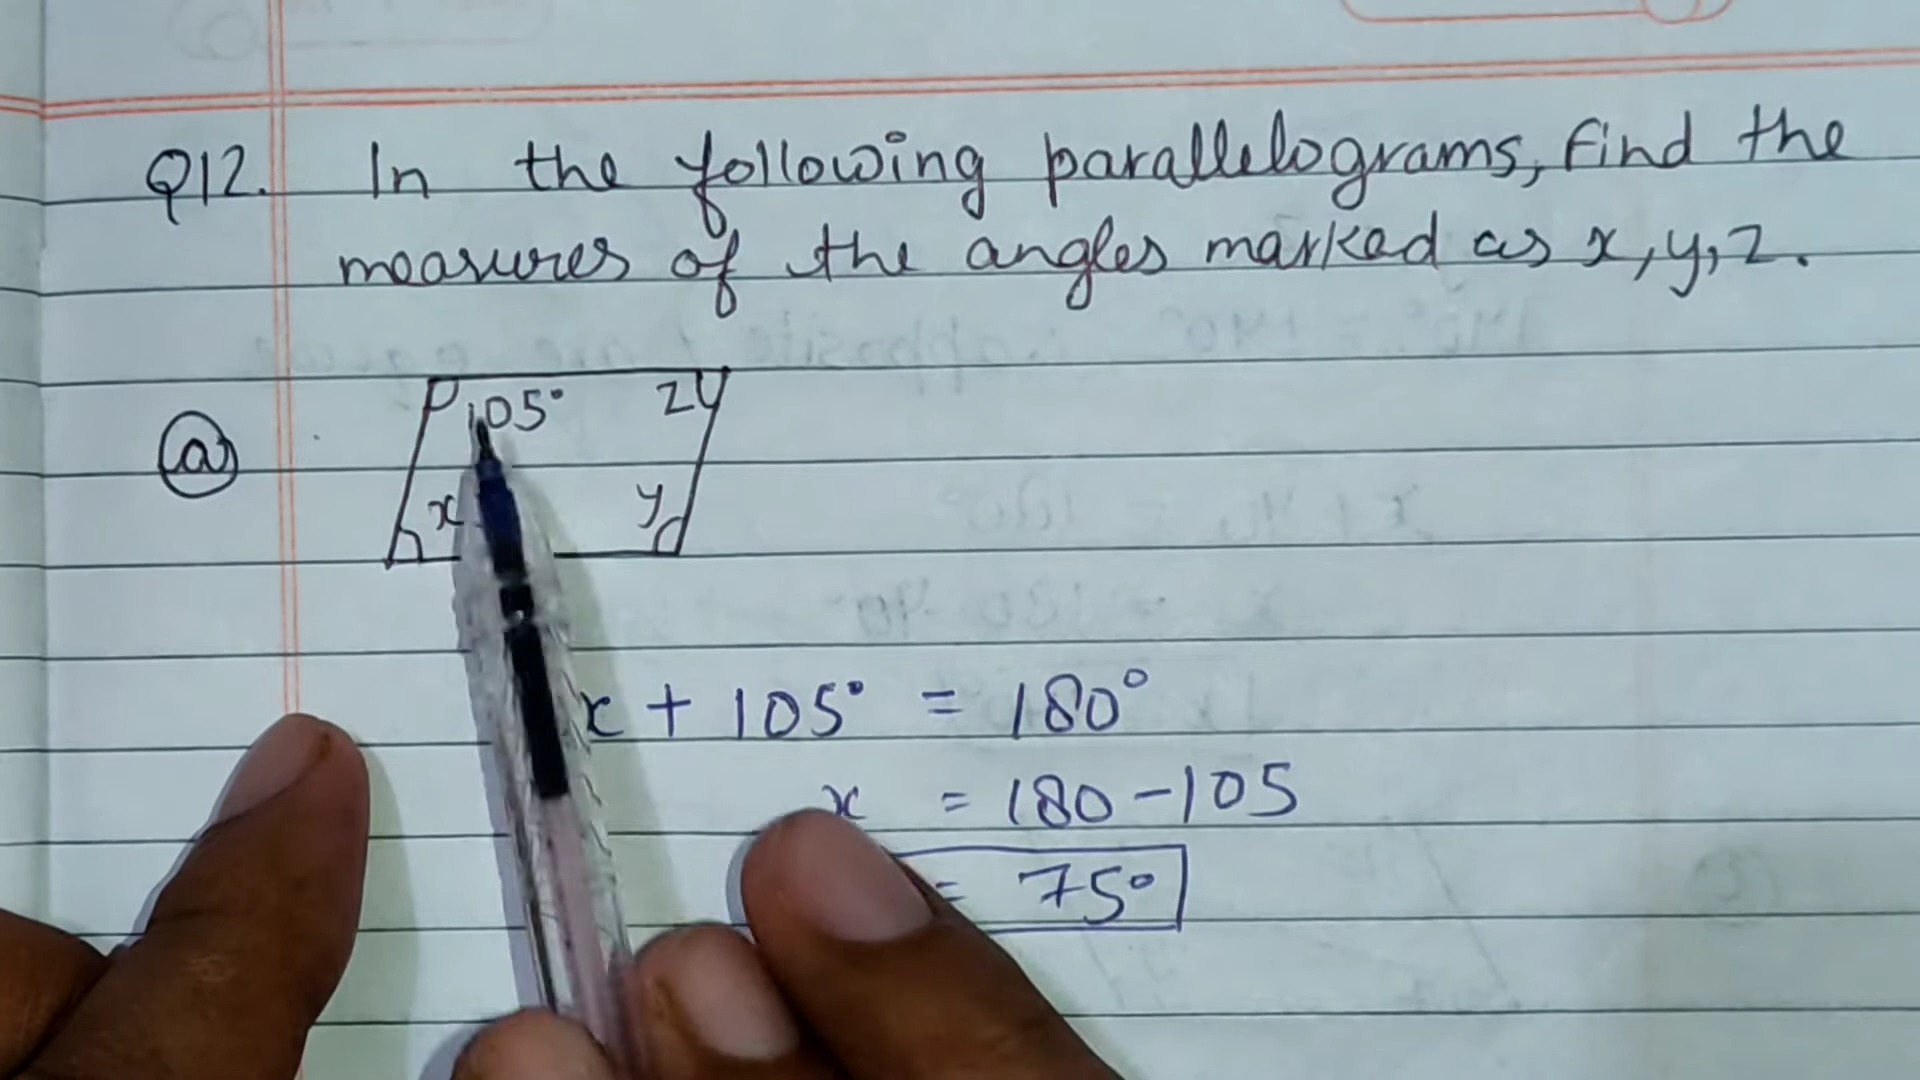 Q12. In the following parallelograms, find the
measures of the angles marked as x, y, z.
(a)
105° z
x y
x + 105° = 180°
x = 180 - 105
= 75°